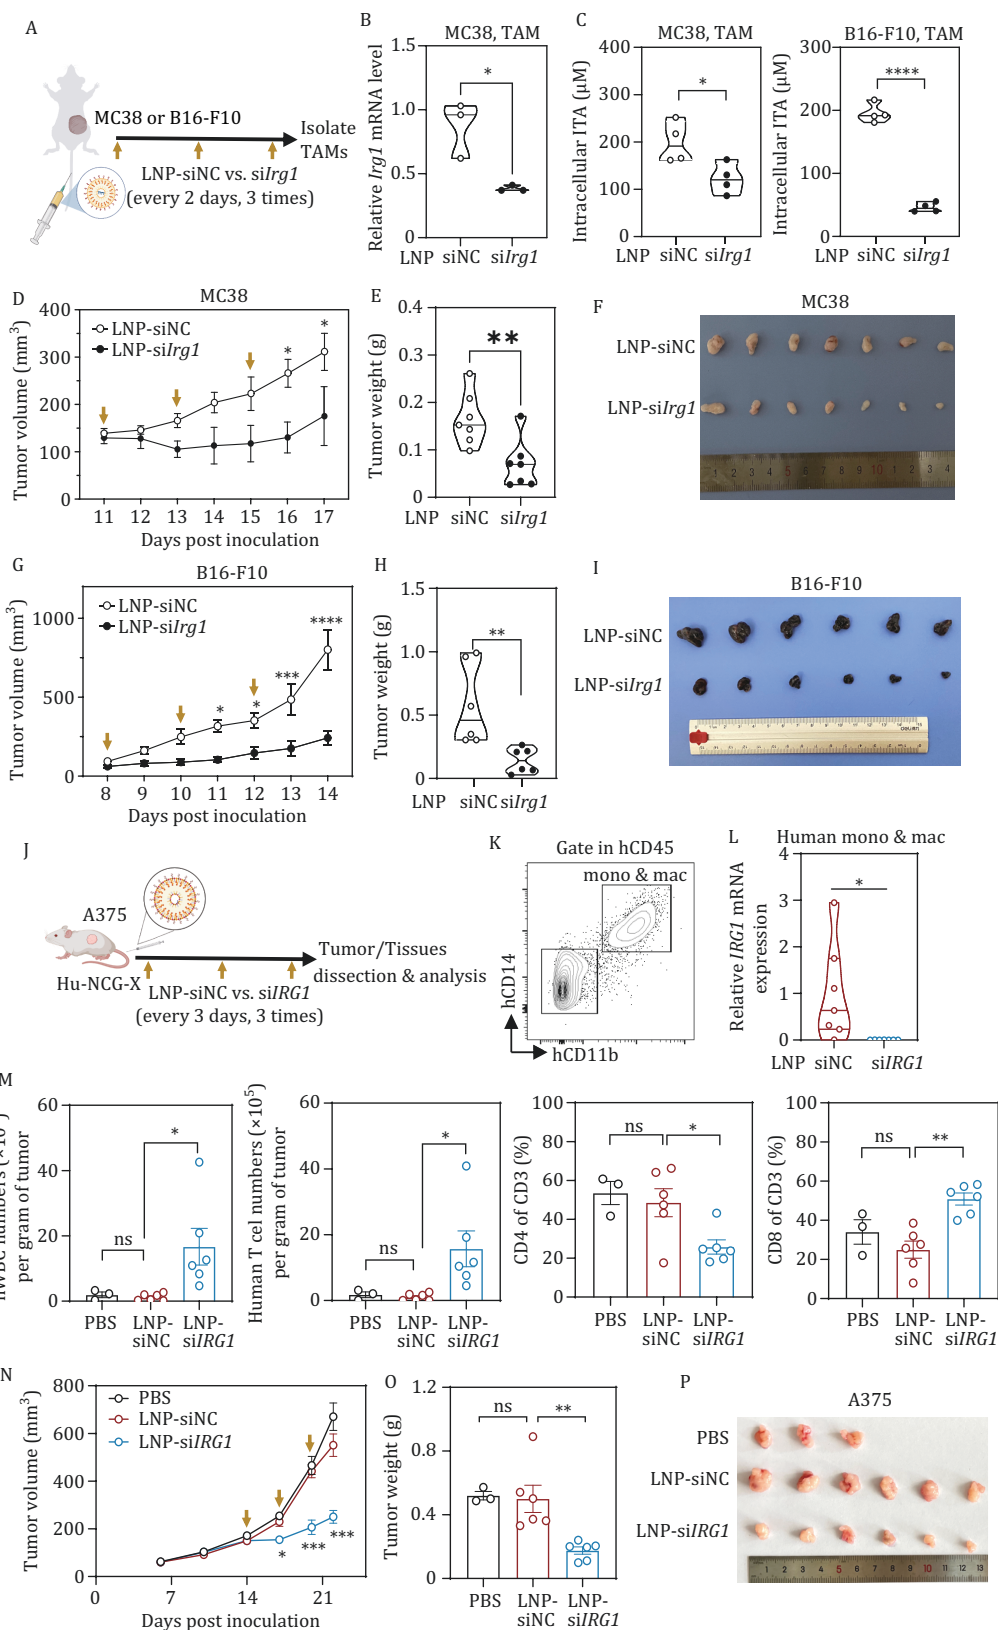 A
MC38 or B16-F10
Isolate
TAMs
LNP-siNC vs. siIrg1
(every 2 days, 3 times)
B
MC38, TAM
Relative Irg1 mRNA level
1.5
1.0
0.5
0
*
LNP siNC siIrg1
C
MC38, TAM
Intracellular ITA (μM)
400
300
200
100
0
*
LNP siNC siIrg1
B16-F10, TAM
Intracellular ITA (μM)
300
200
100
0
****
siNC siIrg1
D
MC38
Tumor volume (mm³)
400
300
200
100
0
LNP-siNC
LNP-siIrg1
* *
11 12 13 14 15 16 17
Days post inoculation
E
Tumor weight (g)
0.4
0.3
0.2
0.1
0
**
LNP siNC siIrg1
F
MC38
LNP-siNC
LNP-siIrg1
G
B16-F10
Tumor volume (mm³)
1000
500
0
LNP-siNC
LNP-siIrg1
* * *** ****
8 9 10 11 12 13 14
Days post inoculation
H
Tumor weight (g)
1.5
1.0
0.5
0
**
LNP siNC siIrg1
I
B16-F10
LNP-siNC
LNP-siIrg1
J
A375
Hu-NCG-X
Tumor/Tissues
dissection & analysis
LNP-siNC vs. siIRG1
(every 3 days, 3 times)
K
Gate in hCD45
mono & mac
hCD14
hCD11b
L
Human mono & mac
Relative IRG1 mRNA
expression
4
3
2
1
0
*
LNP siNC siIRG1
M
per gram of tumor
60
40
20
0
ns
*
PBS LNP-
siNC
LNP-
siIRG1
Human T cell numbers (×10⁵)
per gram of tumor
60
40
20
0
ns
*
PBS LNP-
siNC
LNP-
siIRG1
CD4 of CD3 (%)
100
80
60
40
20
0
ns
*
PBS LNP-
siNC
LNP-
siIRG1
CD8 of CD3 (%)
100
80
60
40
20
0
ns
**
PBS LNP-
siNC
LNP-
siIRG1
N
Tumor volume (mm³)
800
600
400
200
0
PBS
LNP-siNC
LNP-siIRG1
* *** ***
0 7 14 21
Days post inoculation
O
Tumor weight (g)
1.2
0.8
0.4
0
ns
**
PBS LNP-
siNC
LNP-
siIRG1
P
A375
PBS
LNP-siNC
LNP-siIRG1
1 2 3 4 5 6 7 8 9 10 11 12 13